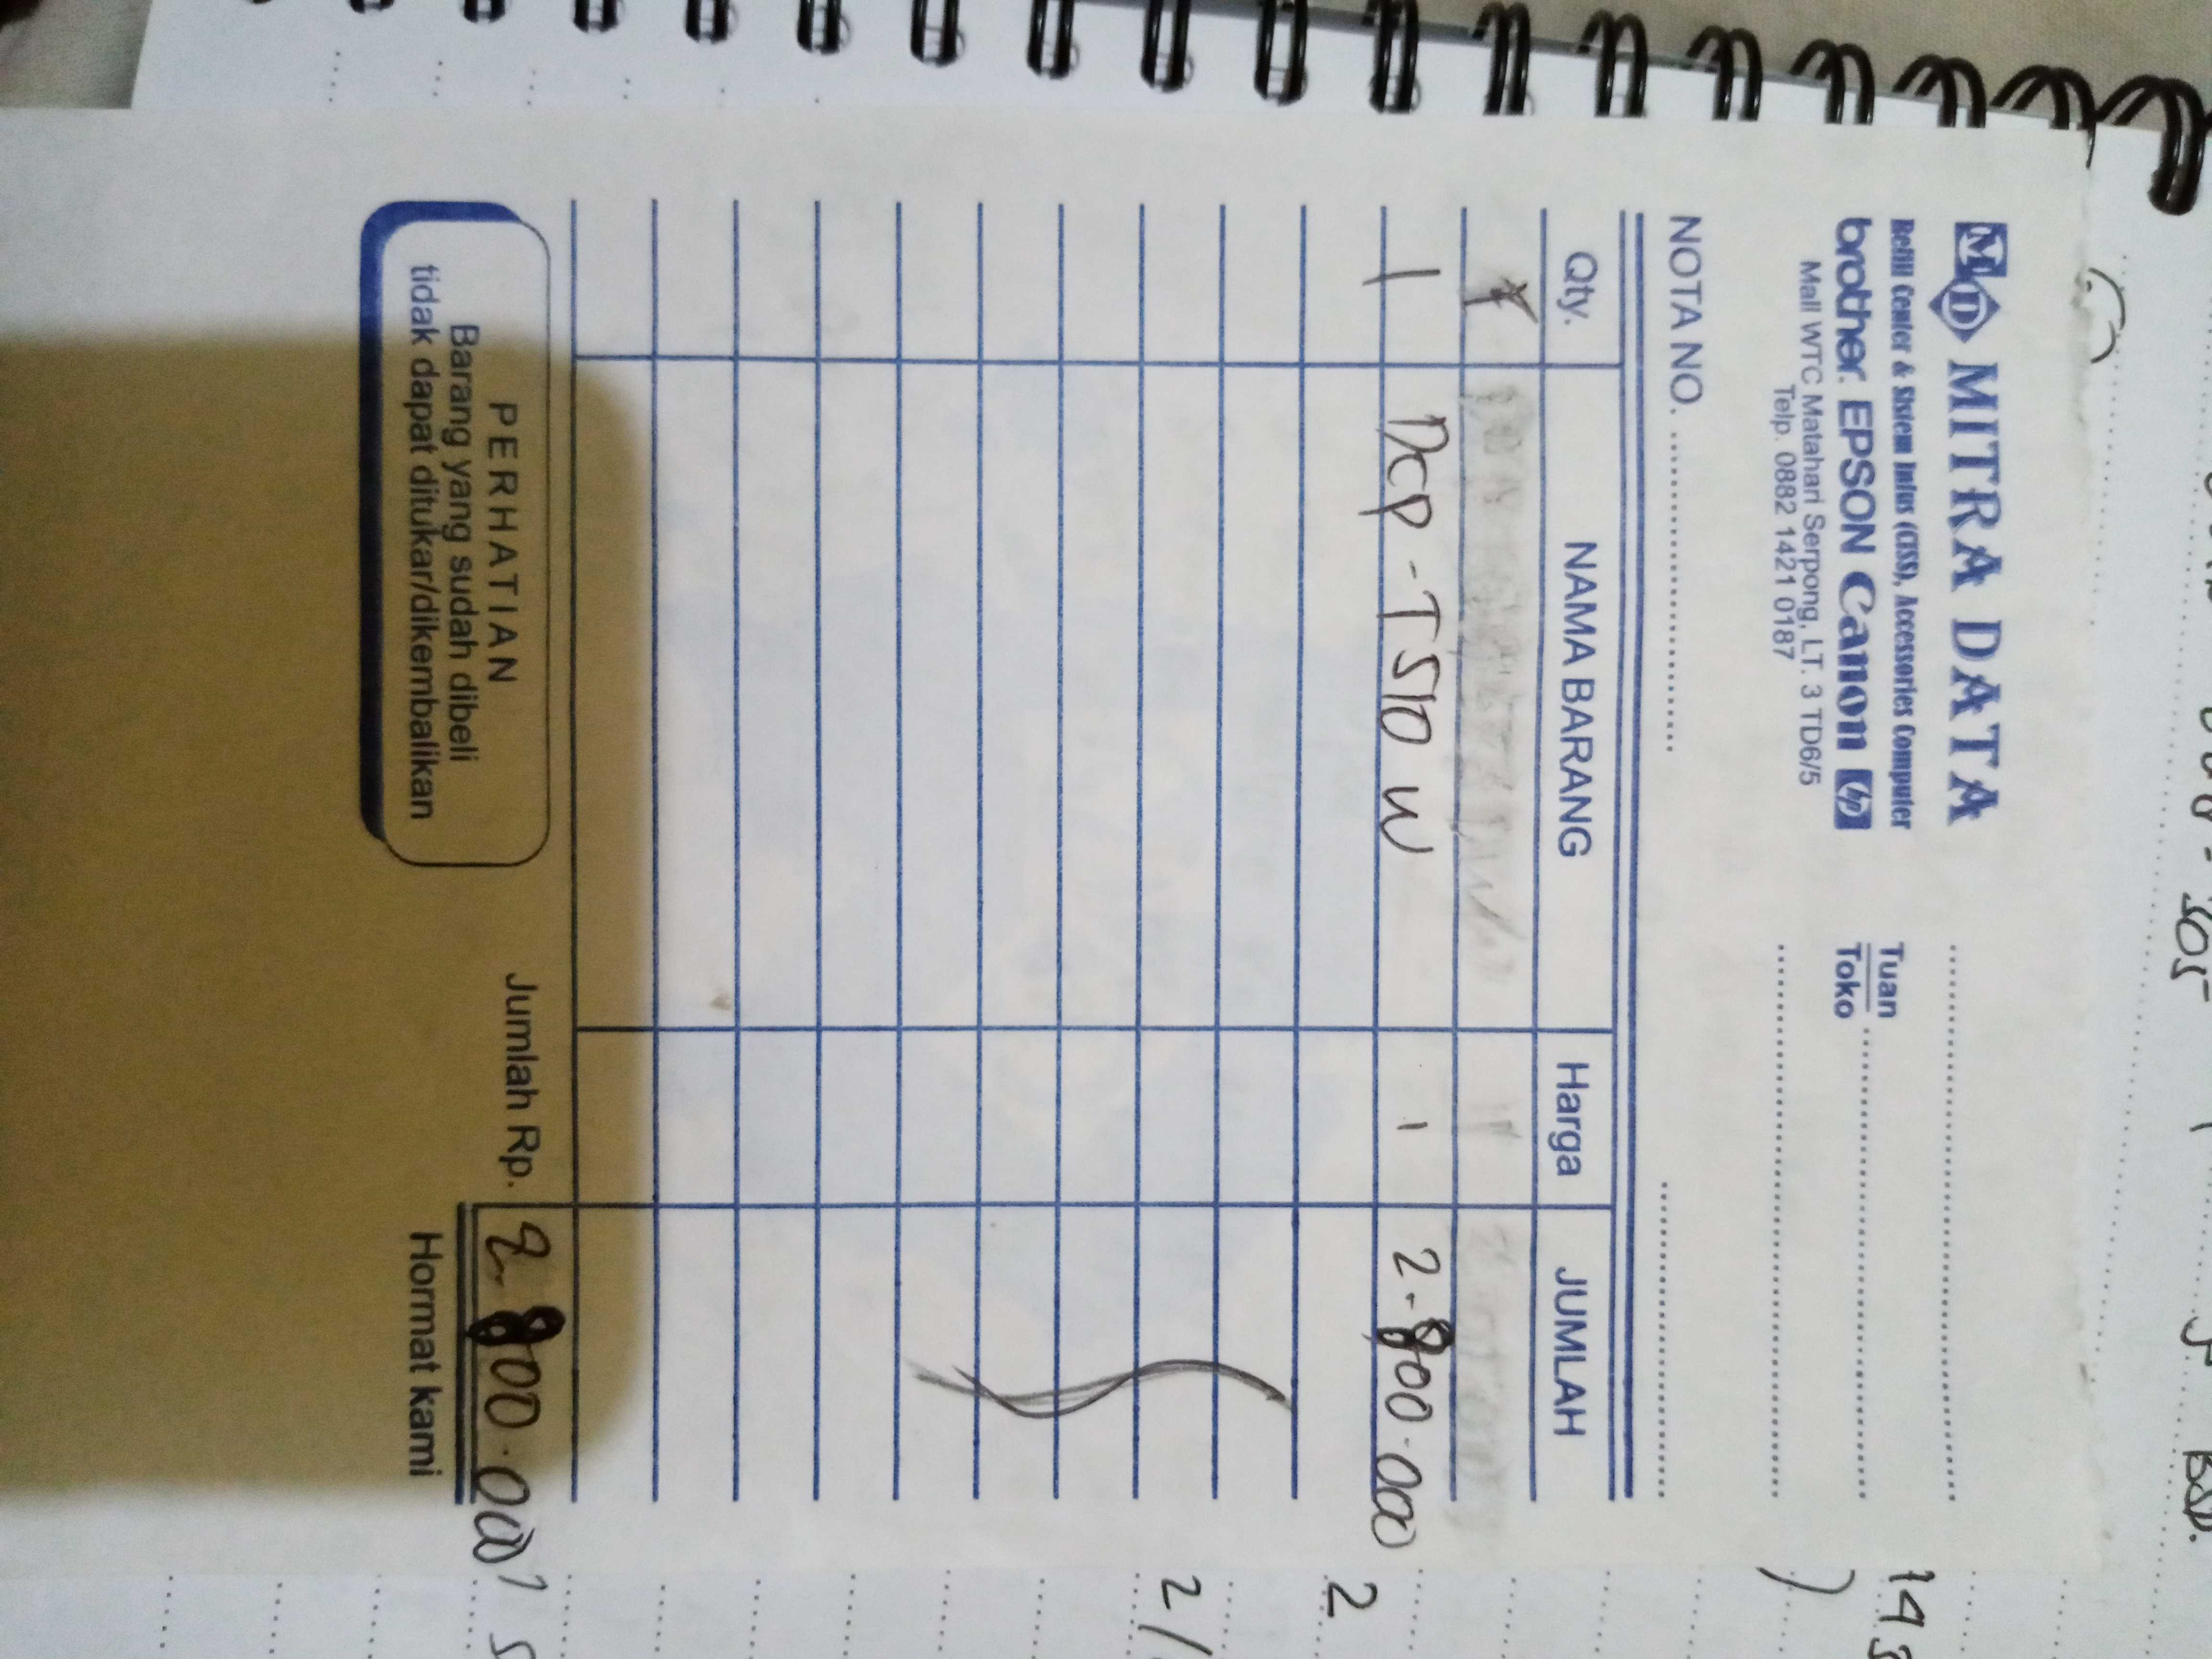 MD MITRA DATA
Refill Center & Sistem Infus (CISS), Accessories Computer
brother. EPSON Canon hp
Mall WTC Matahari Serpong, LT. 3 TD6/5
Telp. 0882 1421 0187
Tuan
Toko
NOTA NO.
Qty. NAMA BARANG Harga JUMLAH
1 DCP-T510 W 2.800.000
Jumlah Rp. 2.800.000
PERHATIAN
Barang yang sudah dibeli
tidak dapat ditukar/dikembalikan
Hormat kami